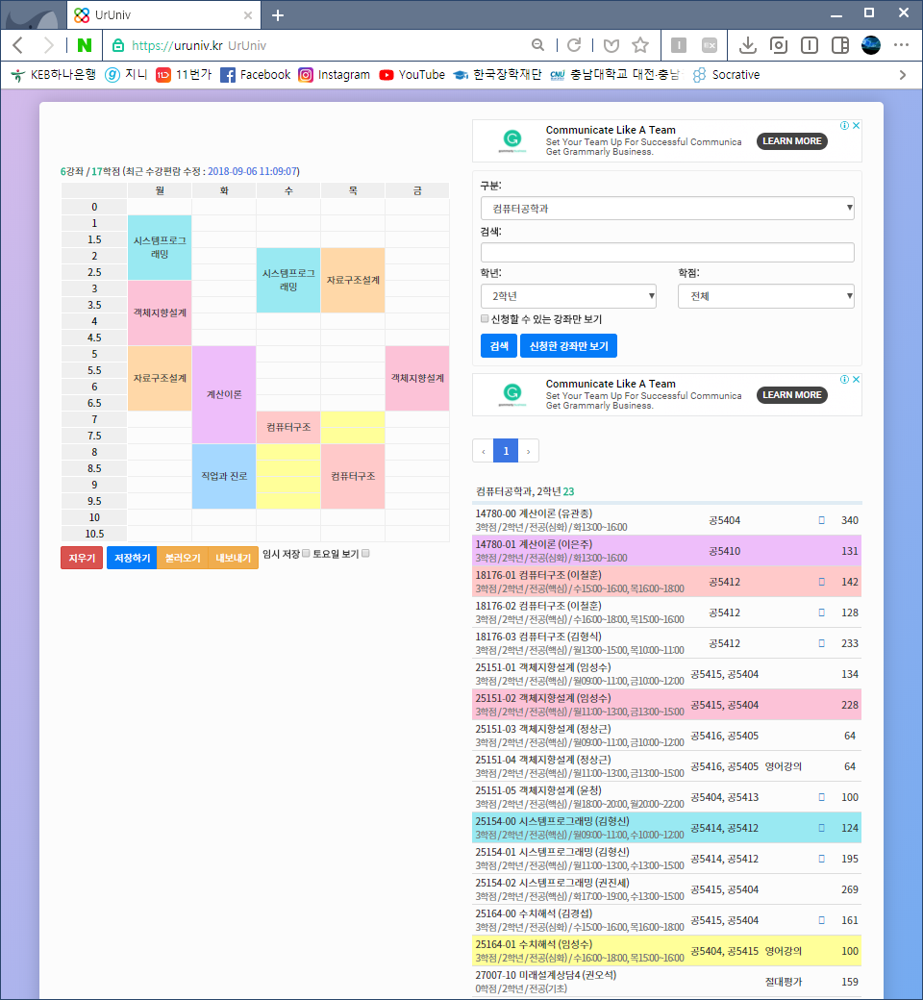 UrUniv
https://uruniv.kr UrUniv
KEB하나은행 지니 11번가 Facebook Instagram YouTube 한국장학재단 충남대학교 대전·충남 Socrative
6강좌 / 17학점 (최근 수강편람 수정 : 2018-09-06 11:09:07)
월 화 수 목 금
0
1
1.5
2
2.5
3
3.5
4
4.5
5
5.5
6
6.5
7
7.5
8
8.5
9
9.5
10
10.5
시스템프로그
래밍
시스템프로그
래밍
자료구조설계
객체지향설계
자료구조설계
계산이론
객체지향설계
컴퓨터구조
직업과 진로
컴퓨터구조
지우기 저장하기 불러오기 내보내기 임시 저장 토요일 보기
Communicate Like A Team
Set Your Team Up For Successful Communica
Get Grammarly Business.
LEARN MORE
구분:
컴퓨터공학과
검색:
학년: 학점:
2학년 전체
신청할 수 있는 강좌만 보기
검색 신청한 강좌만 보기
Communicate Like A Team
Set Your Team Up For Successful Communica
Get Grammarly Business.
LEARN MORE
‹ 1 ›
컴퓨터공학과, 2학년 23
14780-00 계산이론 (유관종) 공5404 340
3학점 / 2학년 / 전공(심화) / 화13:00~16:00
14780-01 계산이론 (이은주) 공5410 131
3학점 / 2학년 / 전공(심화) / 화13:00~16:00
18176-01 컴퓨터구조 (이철훈) 공5412 142
3학점 / 2학년 / 전공(핵심) / 수15:00~16:00, 목16:00~18:00
18176-02 컴퓨터구조 (이철훈) 공5412 128
3학점 / 2학년 / 전공(핵심) / 수16:00~18:00, 목15:00~16:00
18176-03 컴퓨터구조 (김형식) 공5412 233
3학점 / 2학년 / 전공(핵심) / 월13:00~15:00, 목10:00~11:00
25151-01 객체지향설계 (임성수) 공5415, 공5404 134
3학점 / 2학년 / 전공(핵심) / 월09:00~11:00, 금10:00~12:00
25151-02 객체지향설계 (임성수) 공5415, 공5404 228
3학점 / 2학년 / 전공(핵심) / 월11:00~13:00, 금13:00~15:00
25151-03 객체지향설계 (정상근) 공5416, 공5405 64
3학점 / 2학년 / 전공(핵심) / 월09:00~11:00, 금10:00~12:00
25151-04 객체지향설계 (정상근) 공5416, 공5405 영어강의 64
3학점 / 2학년 / 전공(핵심) / 월11:00~13:00, 금13:00~15:00
25151-05 객체지향설계 (윤청) 공5404, 공5413 100
3학점 / 2학년 / 전공(핵심) / 월18:00~20:00, 월20:00~22:00
25154-00 시스템프로그래밍 (김형신) 공5414, 공5412 124
3학점 / 2학년 / 전공(핵심) / 월09:00~11:00, 수10:00~12:00
25154-01 시스템프로그래밍 (김형신) 공5414, 공5412 195
3학점 / 2학년 / 전공(핵심) / 월11:00~13:00, 수13:00~15:00
25154-02 시스템프로그래밍 (권진세) 공5415, 공5404 269
3학점 / 2학년 / 전공(핵심) / 화17:00~19:00, 수13:00~15:00
25164-00 수치해석 (김경섭) 공5415, 공5404 161
3학점 / 2학년 / 전공(심화) / 수15:00~16:00, 목16:00~18:00
25164-01 수치해석 (임성수) 공5404, 공5415 영어강의 100
3학점 / 2학년 / 전공(심화) / 수16:00~18:00, 목15:00~16:00
27007-10 미래설계상담4 (권오석) 절대평가 159
0학점 / 2학년 / 전공(기초)